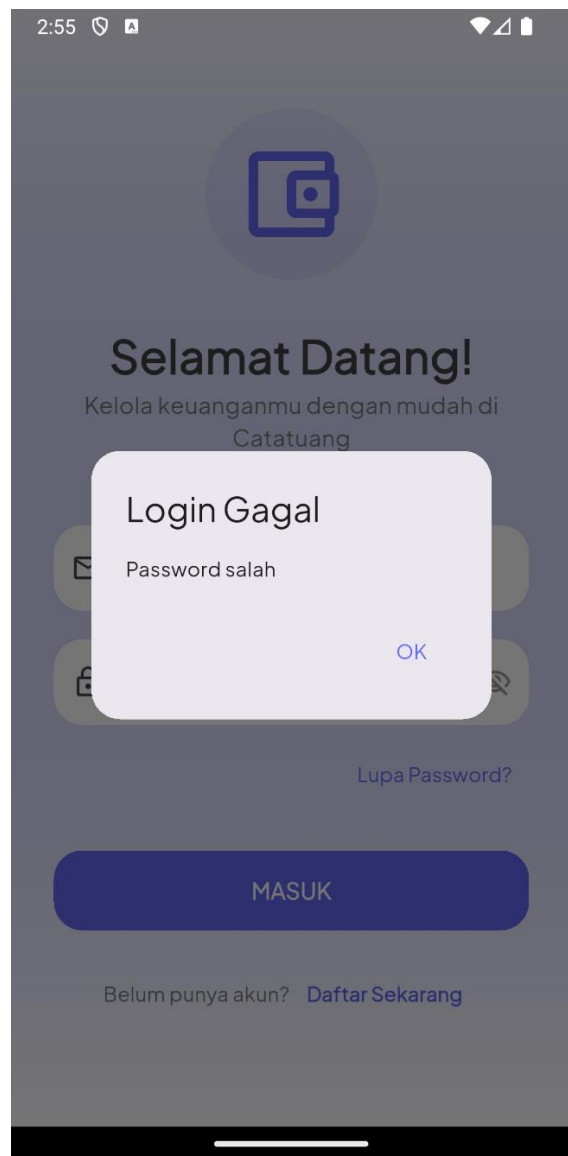 2:55
A
Selamat Datang!
Kelola keuanganmu dengan mudah di
Catatuang
Login Gagal
Password salah
OK
Lupa Password?
MASUK
Belum punya akun? Daftar Sekarang